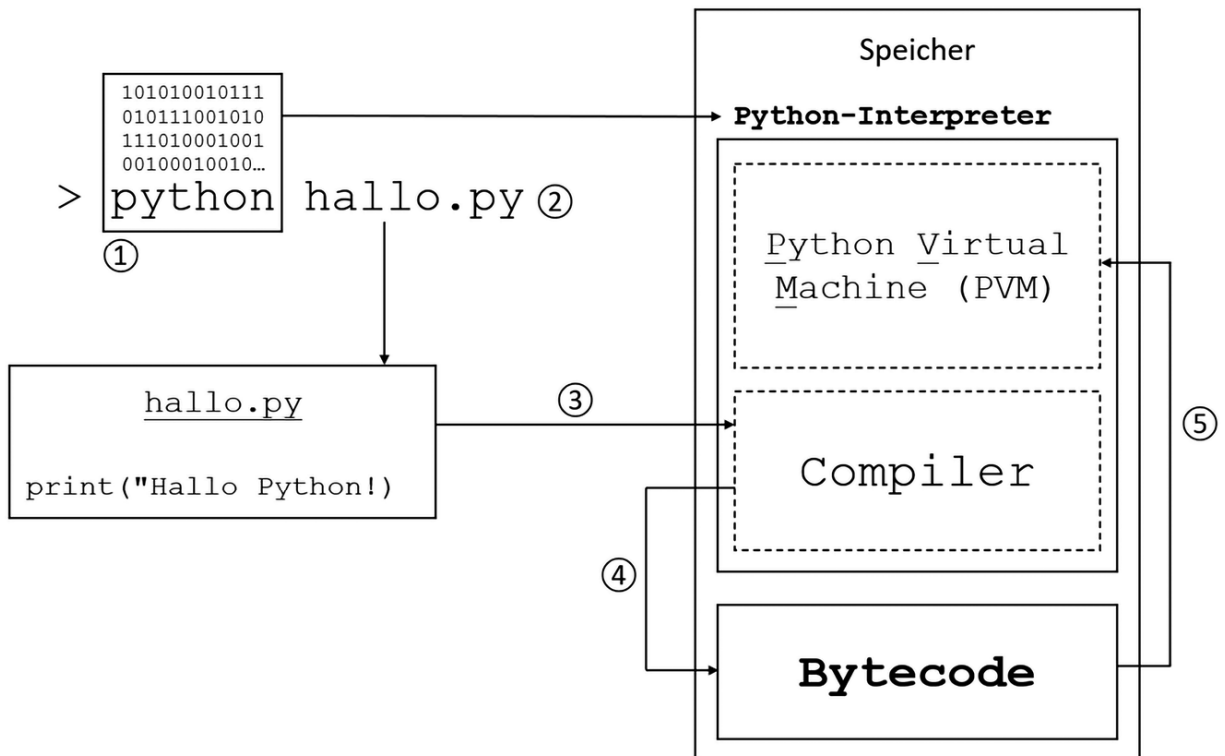 Speicher
101010010111
010111001010
111010001001
00100010010…
> python hallo.py ②
①
Python-Interpreter
Python Virtual
Machine (PVM)
hallo.py
print("Hallo Python!)
③
Compiler
④
⑤
Bytecode